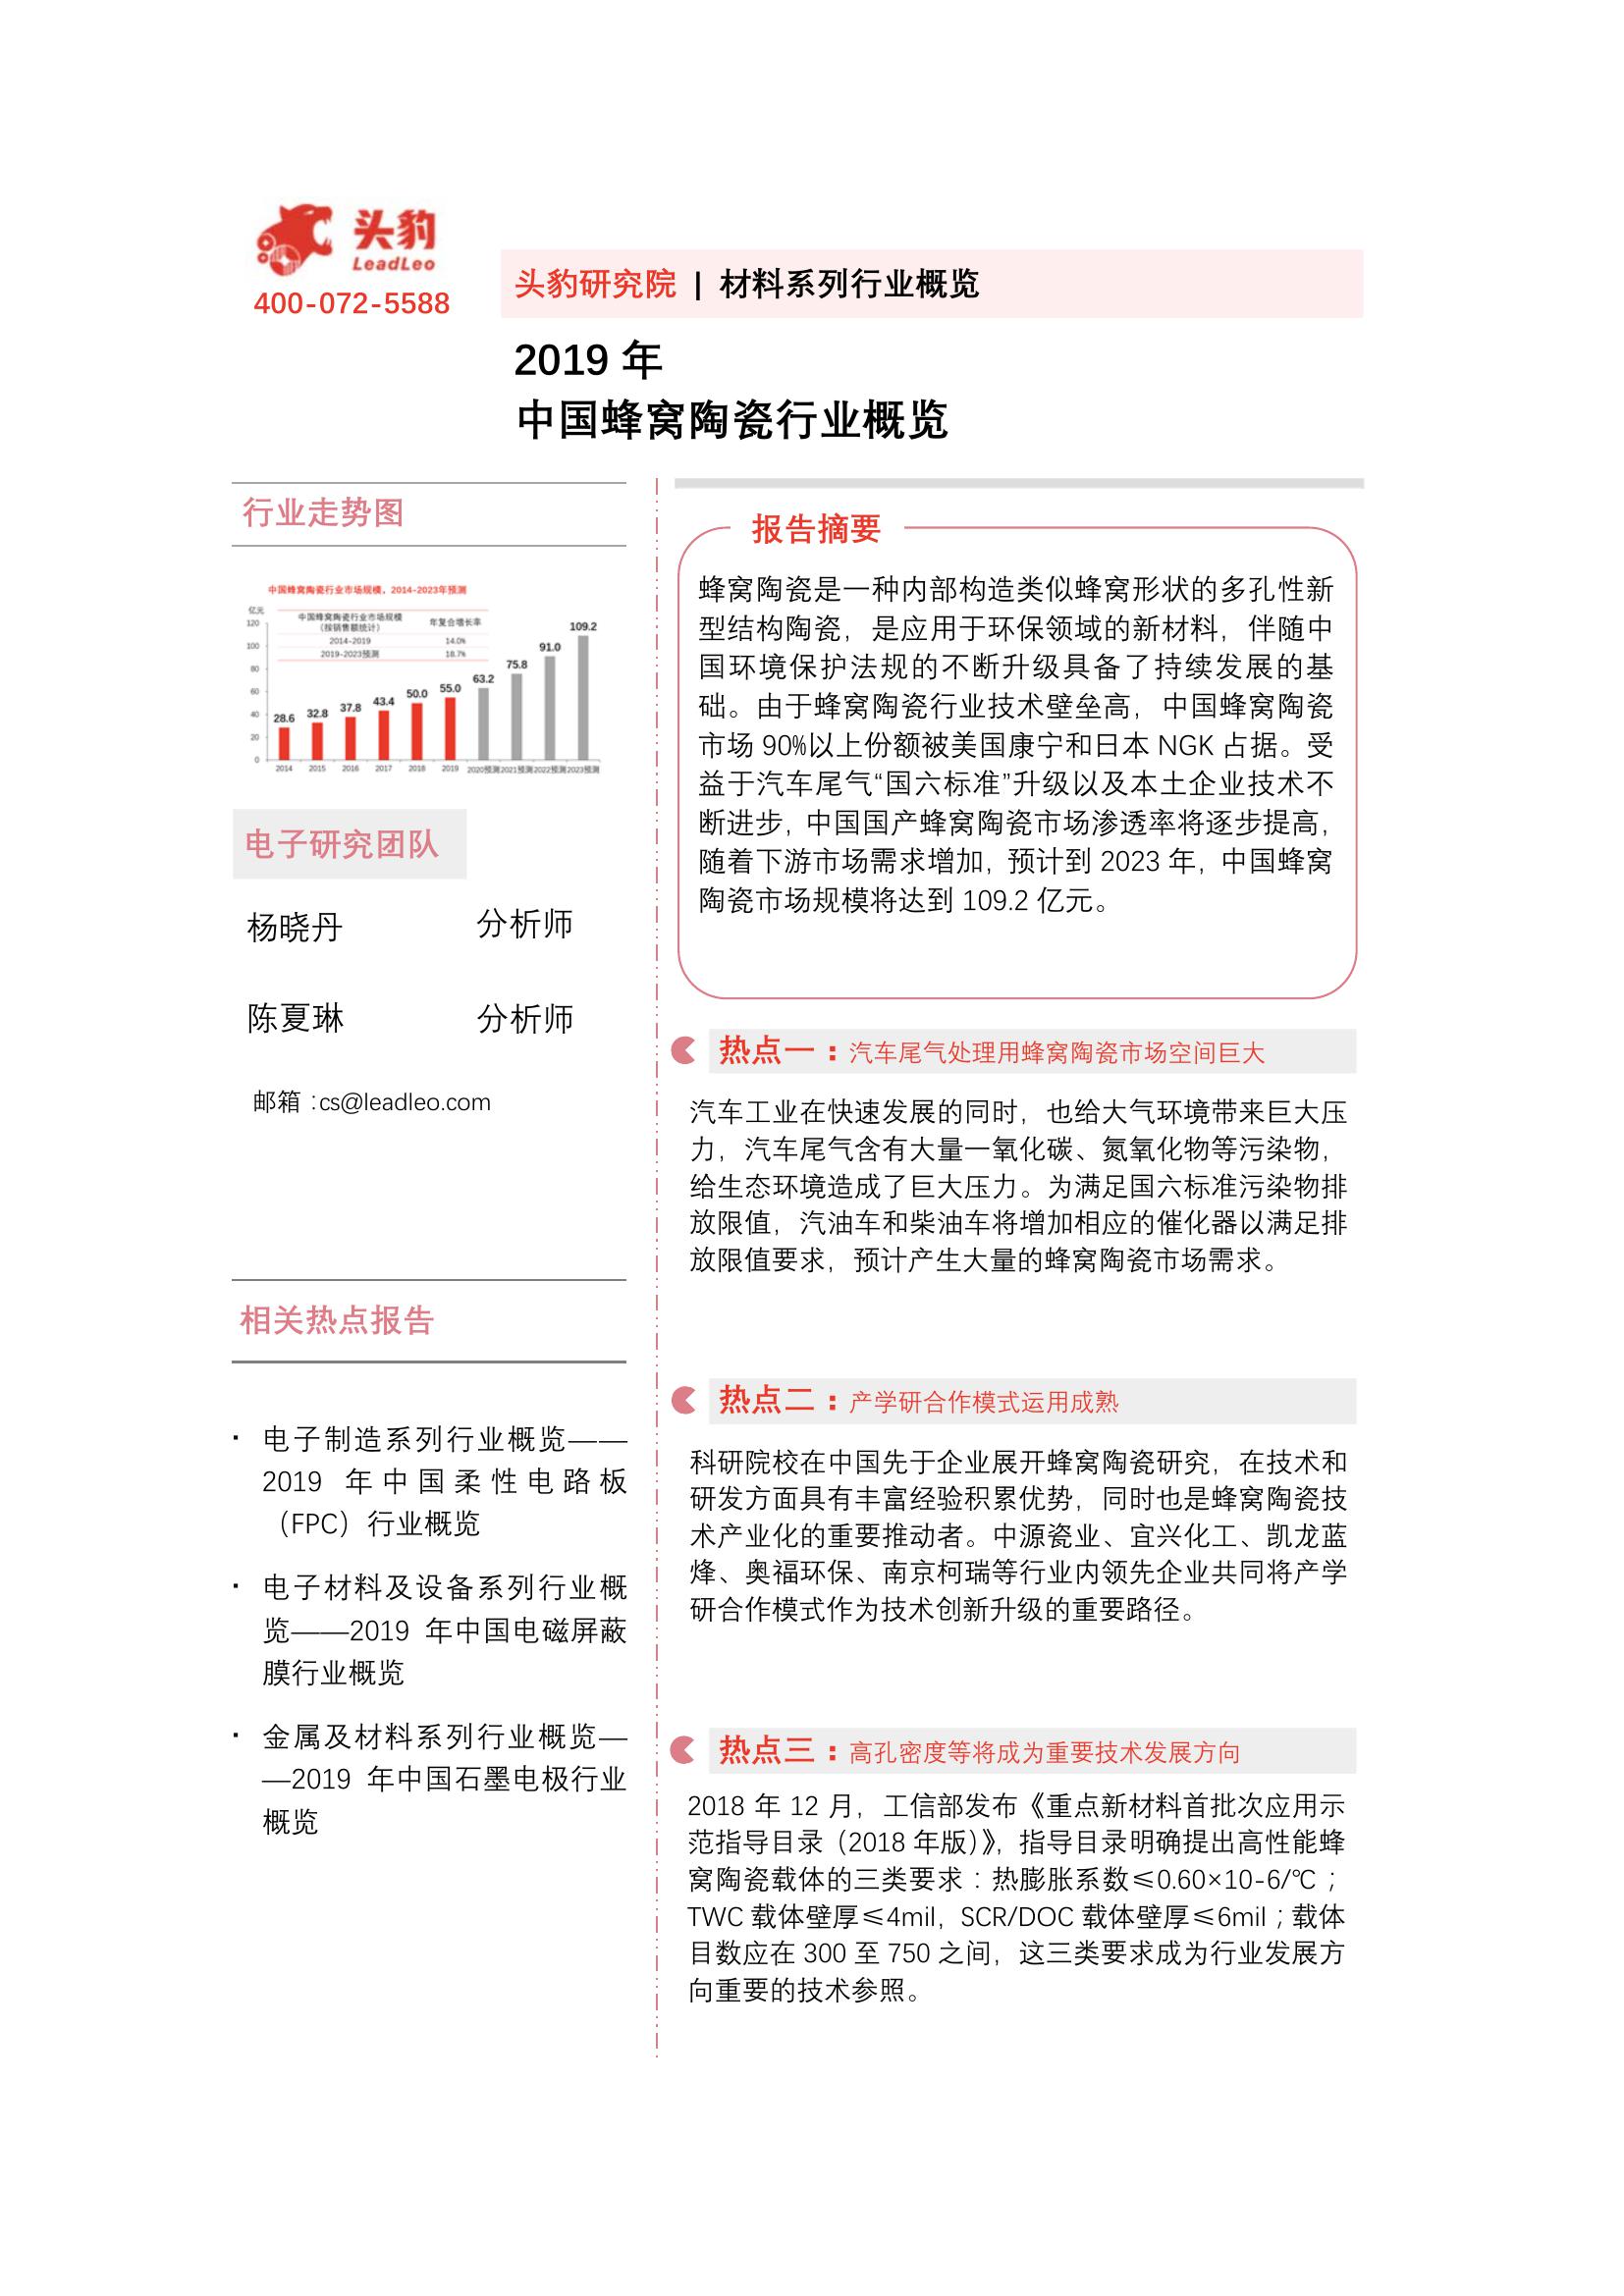 头豹
LeadLeo
400-072-5588
头豹研究院 | 材料系列行业概览
2019 年
中国蜂窝陶瓷行业概览
行业走势图
中国蜂窝陶瓷行业市场规模，2014-2023年预测
亿元
中国蜂窝陶瓷行业市场规模
（按销售额统计）
年复合增长率
2014-2019 14.0%
2019-2023预测 18.7%
120
100
80
60
40
20
0
28.6 32.8 37.8 43.4 50.0 55.0 63.2 75.8 91.0 109.2
2014 2015 2016 2017 2018 2019 2020预测 2021预测 2022预测 2023预测
电子研究团队
杨晓丹 分析师
陈夏琳 分析师
邮箱：cs@leadleo.com
相关热点报告
· 电子制造系列行业概览——
2019 年中国柔性电路板
（FPC）行业概览
· 电子材料及设备系列行业概
览——2019 年中国电磁屏蔽
膜行业概览
· 金属及材料系列行业概览—
—2019 年中国石墨电极行业
概览
报告摘要
蜂窝陶瓷是一种内部构造类似蜂窝形状的多孔性新
型结构陶瓷，是应用于环保领域的新材料，伴随中
国环境保护法规的不断升级具备了持续发展的基
础。由于蜂窝陶瓷行业技术壁垒高，中国蜂窝陶瓷
市场 90%以上份额被美国康宁和日本 NGK 占据。受
益于汽车尾气“国六标准”升级以及本土企业技术不
断进步，中国国产蜂窝陶瓷市场渗透率将逐步提高，
随着下游市场需求增加，预计到 2023 年，中国蜂窝
陶瓷市场规模将达到 109.2 亿元。
热点一：汽车尾气处理用蜂窝陶瓷市场空间巨大
汽车工业在快速发展的同时，也给大气环境带来巨大压
力，汽车尾气含有大量一氧化碳、氮氧化物等污染物，
给生态环境造成了巨大压力。为满足国六标准污染物排
放限值，汽油车和柴油车将增加相应的催化器以满足排
放限值要求，预计产生大量的蜂窝陶瓷市场需求。
热点二：产学研合作模式运用成熟
科研院校在中国先于企业展开蜂窝陶瓷研究，在技术和
研发方面具有丰富经验积累优势，同时也是蜂窝陶瓷技
术产业化的重要推动者。中源瓷业、宜兴化工、凯龙蓝
烽、奥福环保、南京柯瑞等行业内领先企业共同将产学
研合作模式作为技术创新升级的重要路径。
热点三：高孔密度等将成为重要技术发展方向
2018 年 12 月，工信部发布《重点新材料首批次应用示
范指导目录（2018 年版）》，指导目录明确提出高性能蜂
窝陶瓷载体的三类要求：热膨胀系数≤0.60×10-6/℃；
TWC 载体壁厚≤4mil，SCR/DOC 载体壁厚≤6mil；载体
目数应在 300 至 750 之间，这三类要求成为行业发展方
向重要的技术参照。